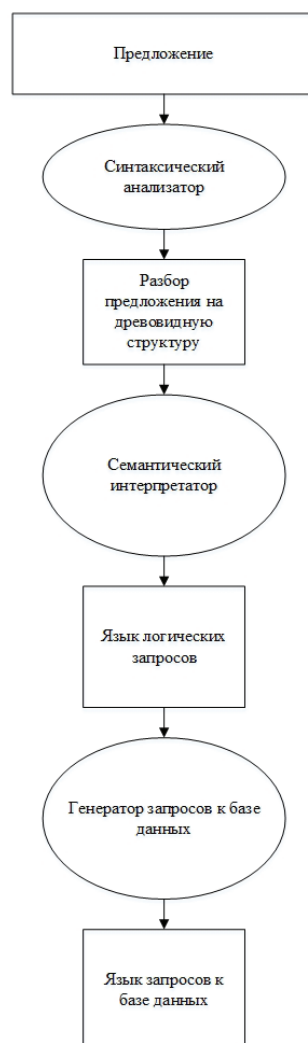 Предложение
Синтаксический
анализатор
Разбор
предложения на
древовидную
структуру
Семантический
интерпретатор
Язык логических
запросов
Генератор запросов к базе
данных
Язык запросов к
базе данных